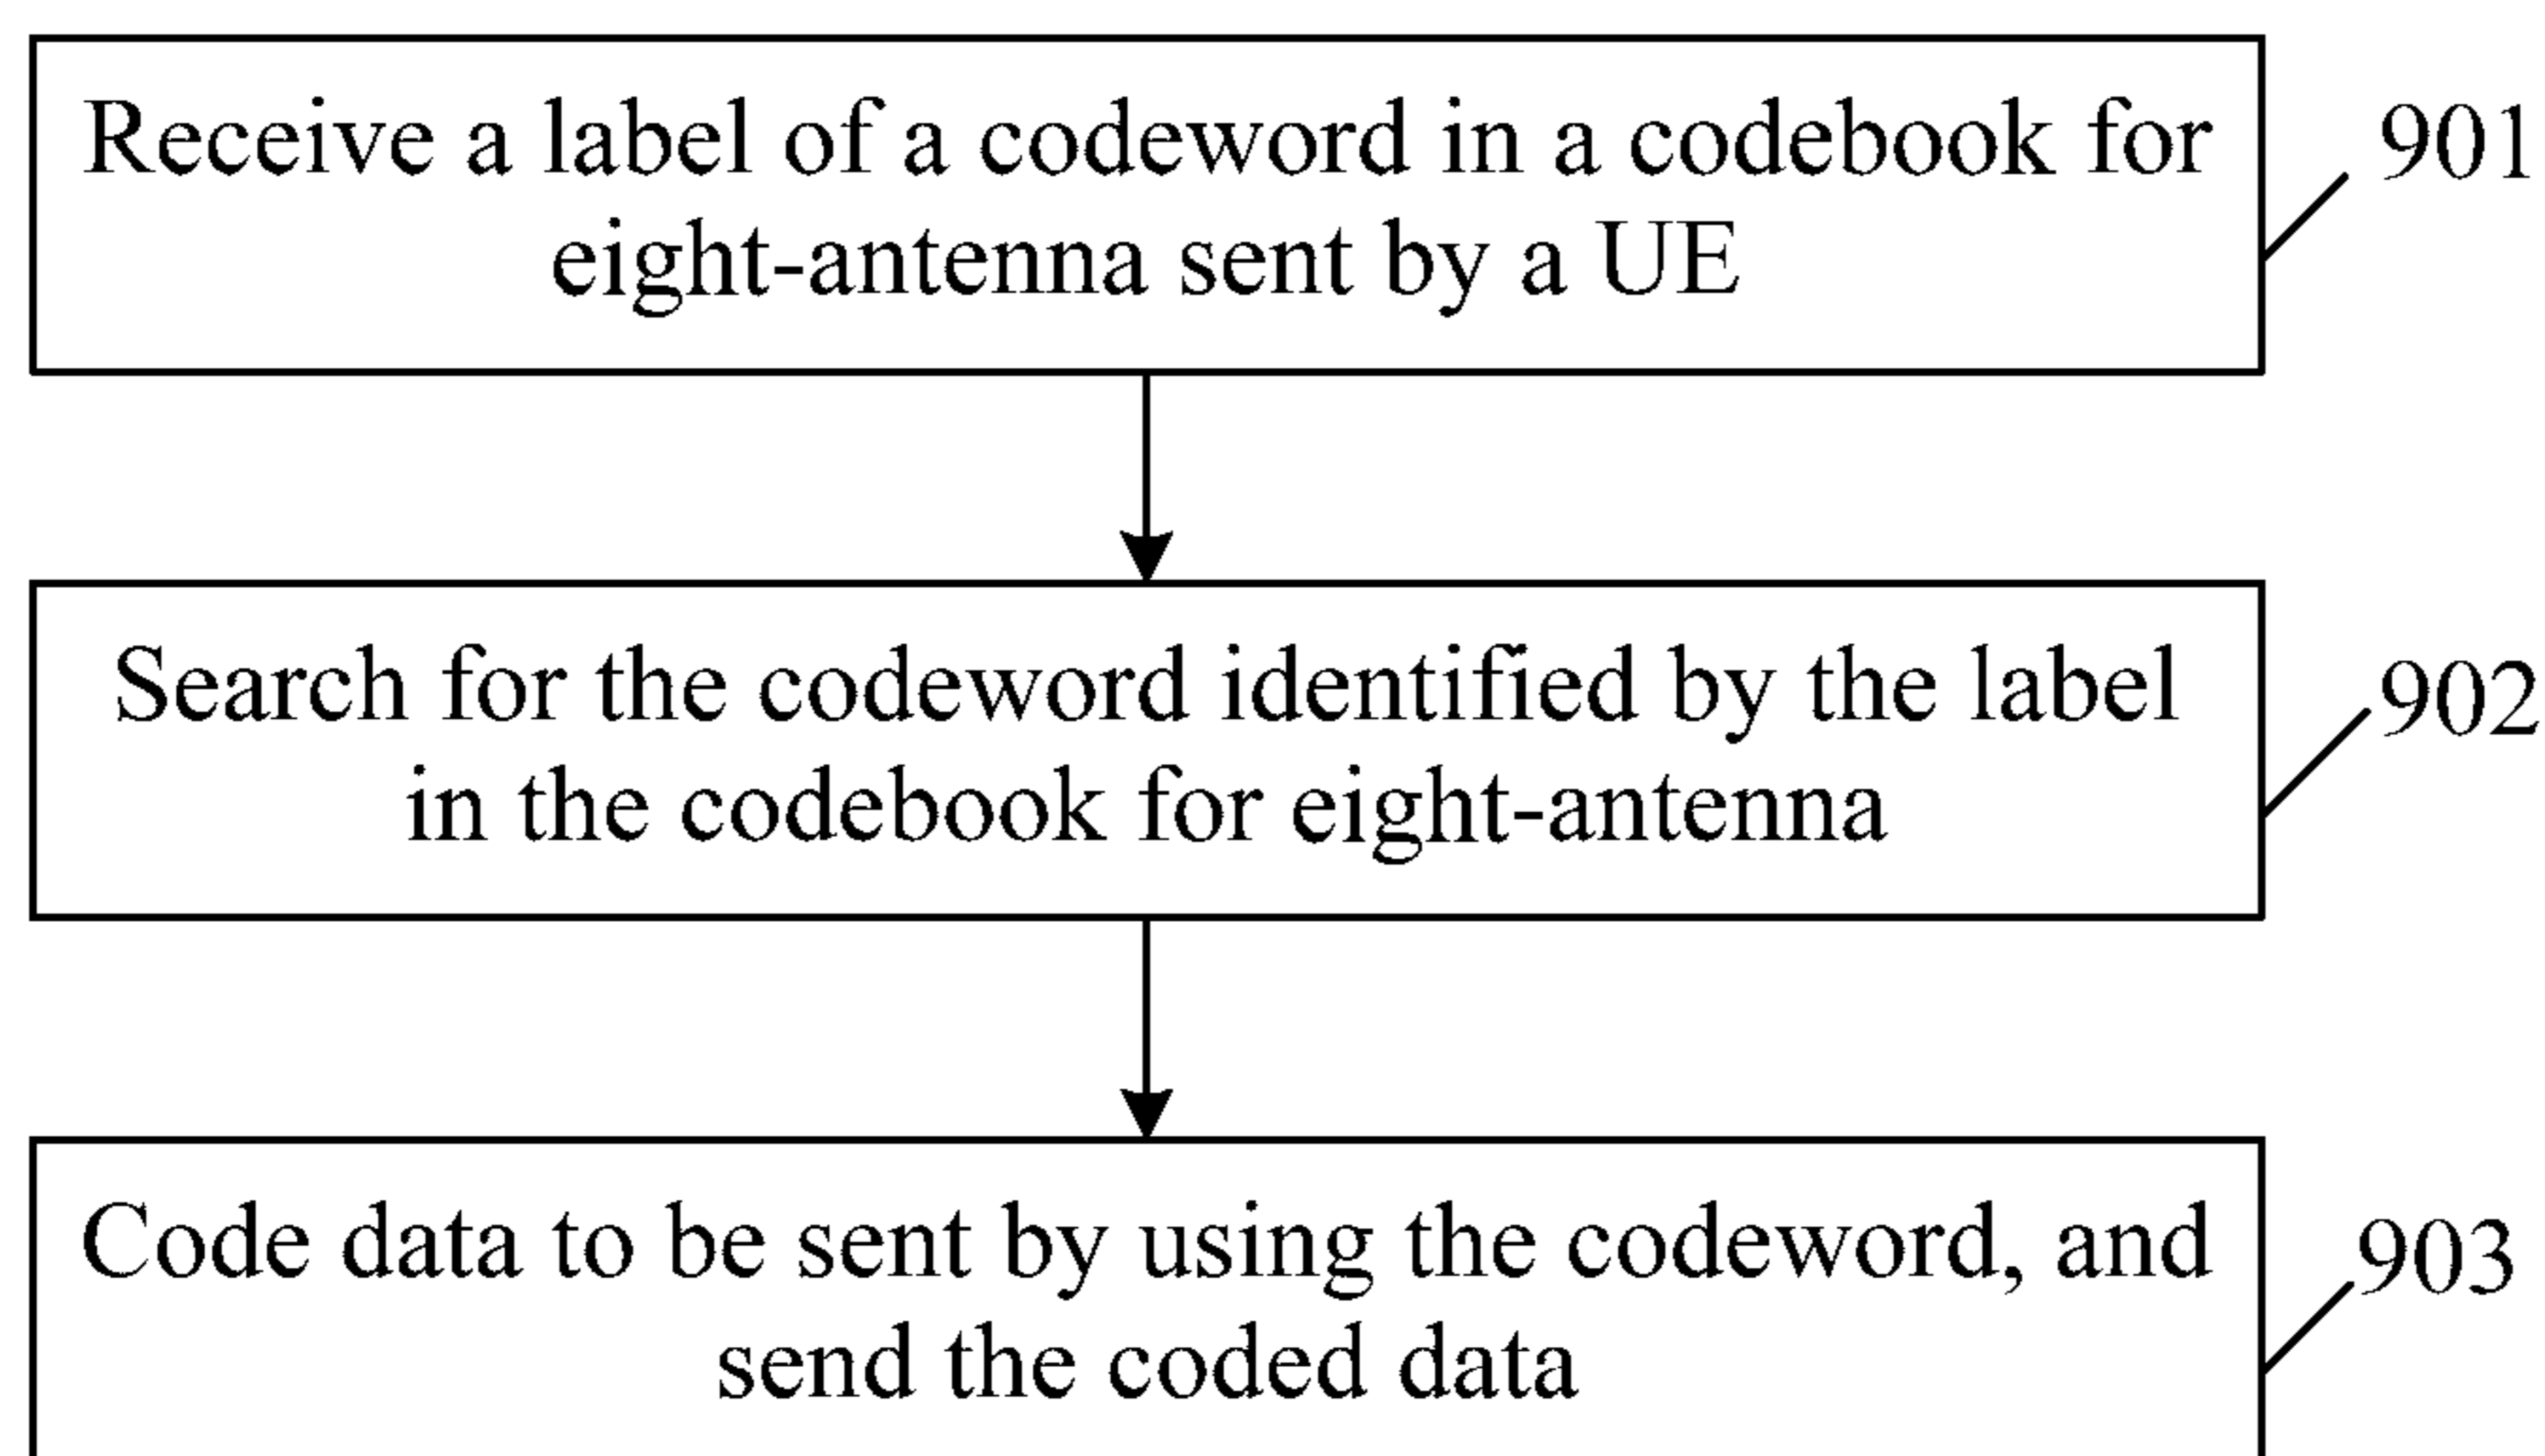 Receive a label of a codeword in a codebook for
eight-antenna sent by a UE
901
Search for the codeword identified by the label
in the codebook for eight-antenna
902
Code data to be sent by using the codeword, and
send the coded data
903